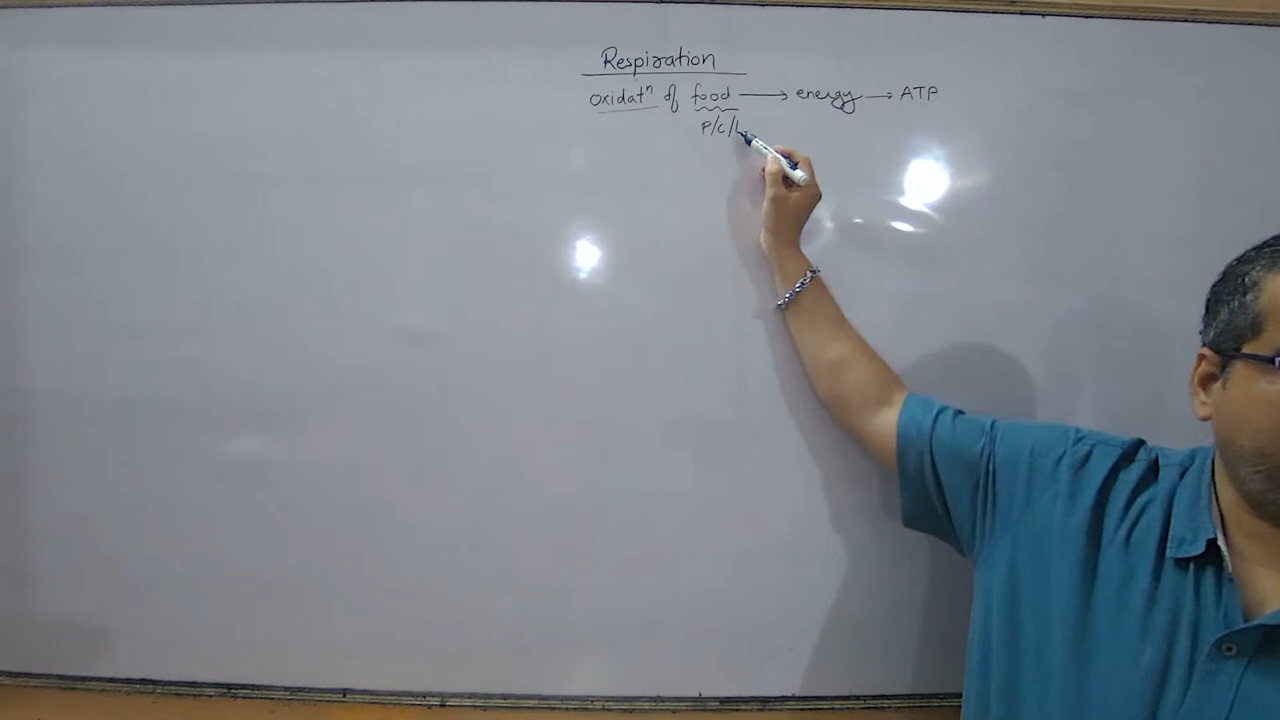 Respiration
oxidatⁿ of food → energy → ATP
P/C/L